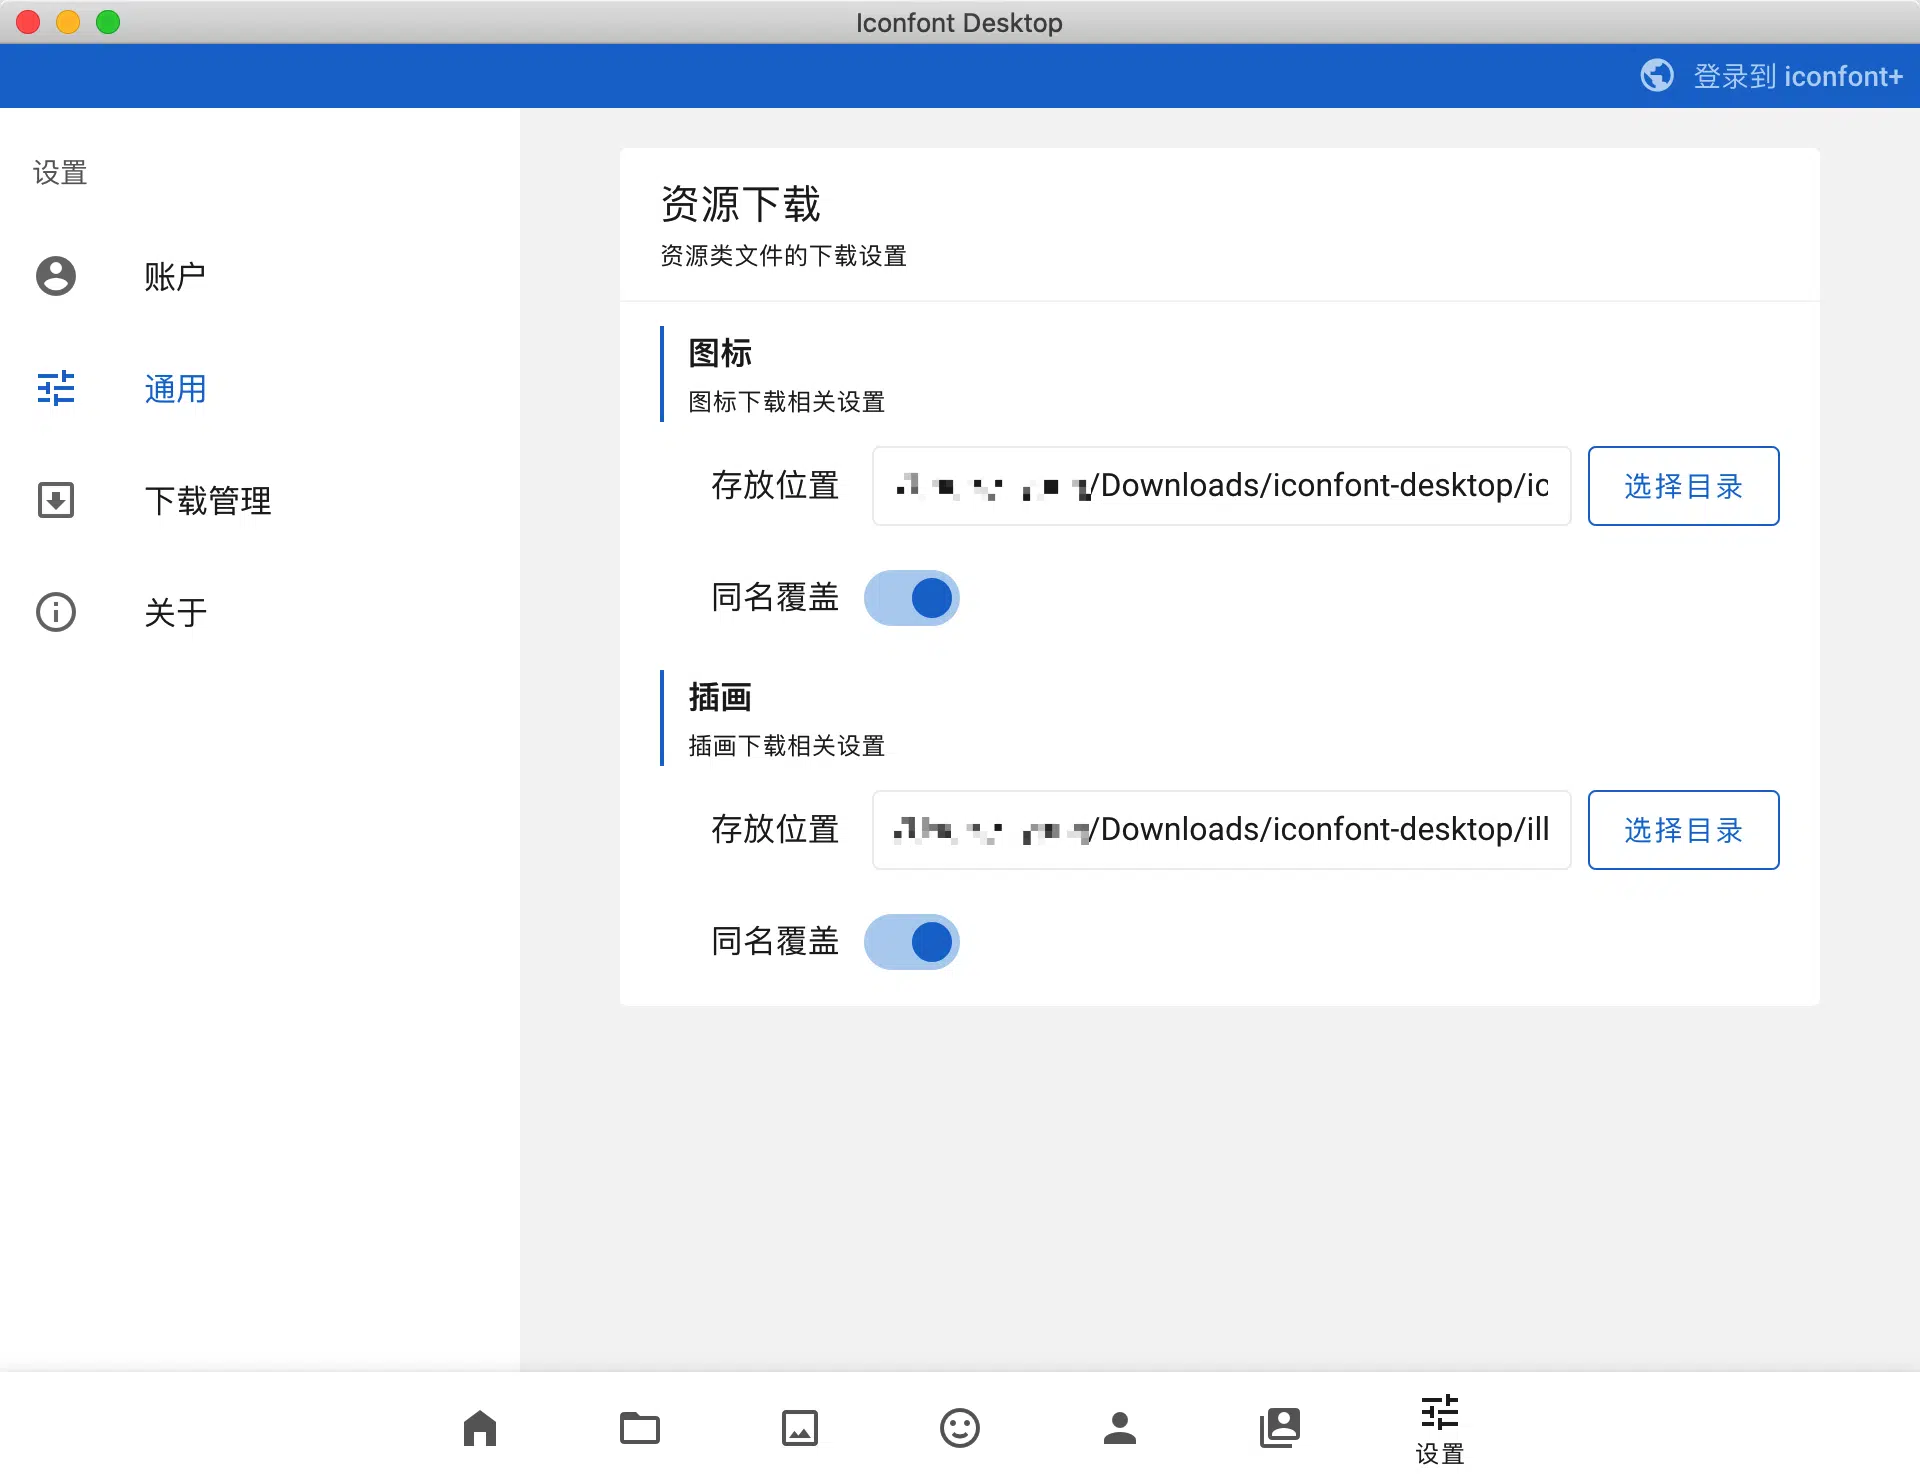 Iconfont Desktop
登录到 iconfont+
设置
账户
通用
下载管理
关于
资源下载
资源类文件的下载设置
图标
图标下载相关设置
存放位置
/Downloads/iconfont-desktop/ic
选择目录
同名覆盖
插画
插画下载相关设置
存放位置
/Downloads/iconfont-desktop/ill
选择目录
同名覆盖
设置